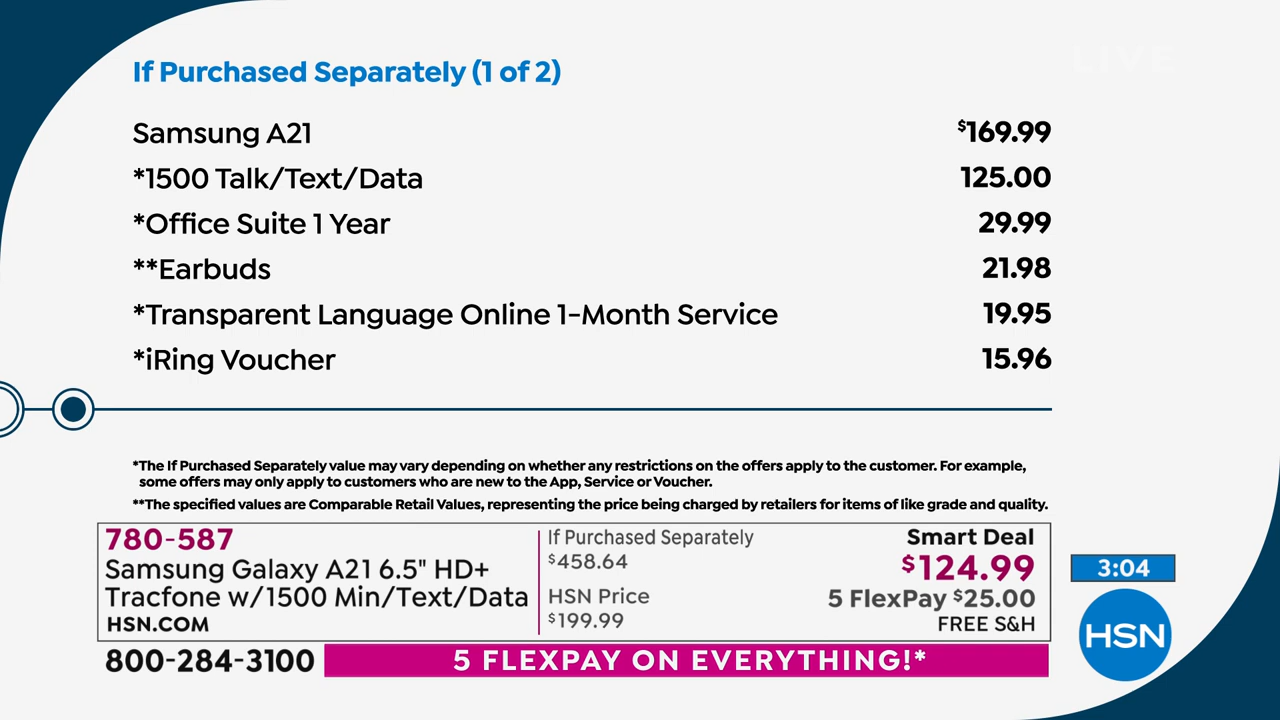 LIVE
If Purchased Separately (1 of 2)
Samsung A21 $169.99
*1500 Talk/Text/Data 125.00
*Office Suite 1 Year 29.99
**Earbuds 21.98
*Transparent Language Online 1-Month Service 19.95
*iRing Voucher 15.96
*The If Purchased Separately value may vary depending on whether any restrictions on the offers apply to the customer. For example,
some offers may only apply to customers who are new to the App, Service or Voucher.
**The specified values are Comparable Retail Values, representing the price being charged by retailers for items of like grade and quality.
780-587
Samsung Galaxy A21 6.5" HD+
Tracfone w/1500 Min/Text/Data
HSN.COM
If Purchased Separately
$458.64
HSN Price
$199.99
Smart Deal
$124.99
5 FlexPay $25.00
FREE S&H
3:04
HSN
800-284-3100
5 FLEXPAY ON EVERYTHING!*